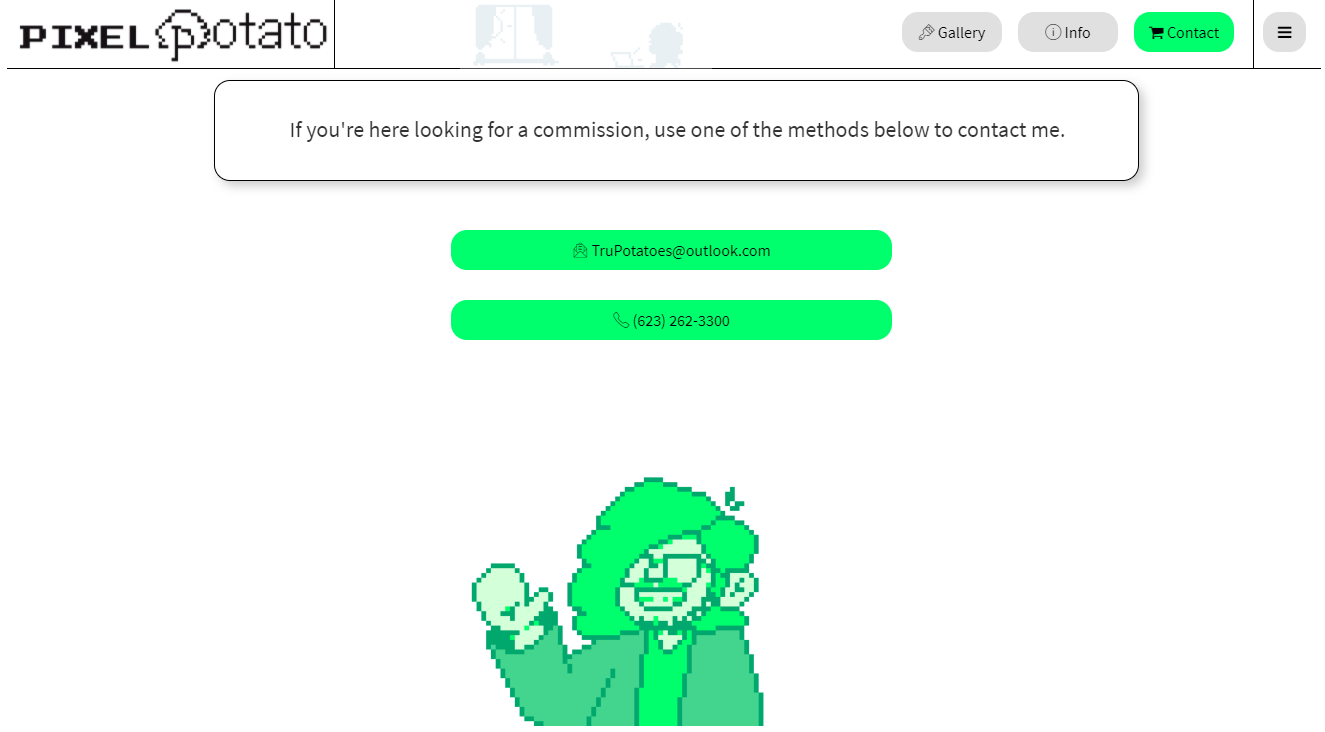 PIXEL potato
Gallery
Info
Contact
If you're here looking for a commission, use one of the methods below to contact me.
TruPotatoes@outlook.com
(623) 262-3300